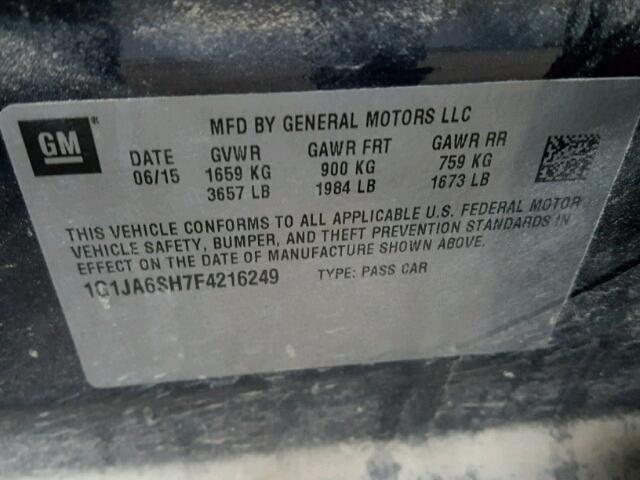 GM®
MFD BY GENERAL MOTORS LLC
DATE GVWR GAWR FRT GAWR RR
06/15 1659 KG 900 KG 759 KG
3657 LB 1984 LB 1673 LB
THIS VEHICLE CONFORMS TO ALL APPLICABLE U.S. FEDERAL MOTOR
VEHICLE SAFETY, BUMPER, AND THEFT PREVENTION STANDARDS IN
EFFECT ON THE DATE OF MANUFACTURE SHOWN ABOVE.
1G1JA6SH7F4216249 TYPE: PASS CAR